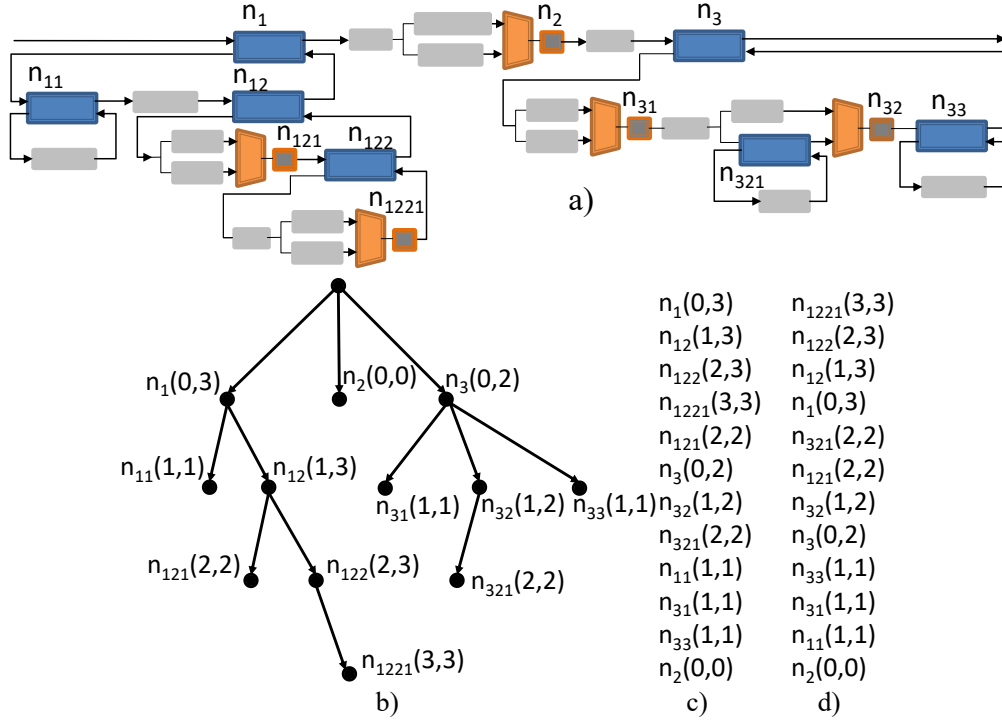 n₁
n₂
n₃
n₁₁
n₁₂
n₃₁
n₃₂
n₃₃
n₁₂₁
n₁₂₂
n₃₂₁
a)
n₁₂₂₁
n₁(0,3)
n₂(0,0)
n₃(0,2)
n₁₁(1,1)
n₁₂(1,3)
n₃₁(1,1)
n₃₂(1,2)
n₃₃(1,1)
n₁₂₁(2,2)
n₁₂₂(2,3)
n₃₂₁(2,2)
n₁₂₂₁(3,3)
b)
n₁(0,3)
n₁₂(1,3)
n₁₂₂(2,3)
n₁₂₂₁(3,3)
n₁₂₁(2,2)
n₃(0,2)
n₃₂(1,2)
n₃₂₁(2,2)
n₁₁(1,1)
n₃₁(1,1)
n₃₃(1,1)
n₂(0,0)
c)
n₁₂₂₁(3,3)
n₁₂₂(2,3)
n₁₂(1,3)
n₁(0,3)
n₃₂₁(2,2)
n₁₂₁(2,2)
n₃₂(1,2)
n₃(0,2)
n₃₃(1,1)
n₃₁(1,1)
n₁₁(1,1)
n₂(0,0)
d)